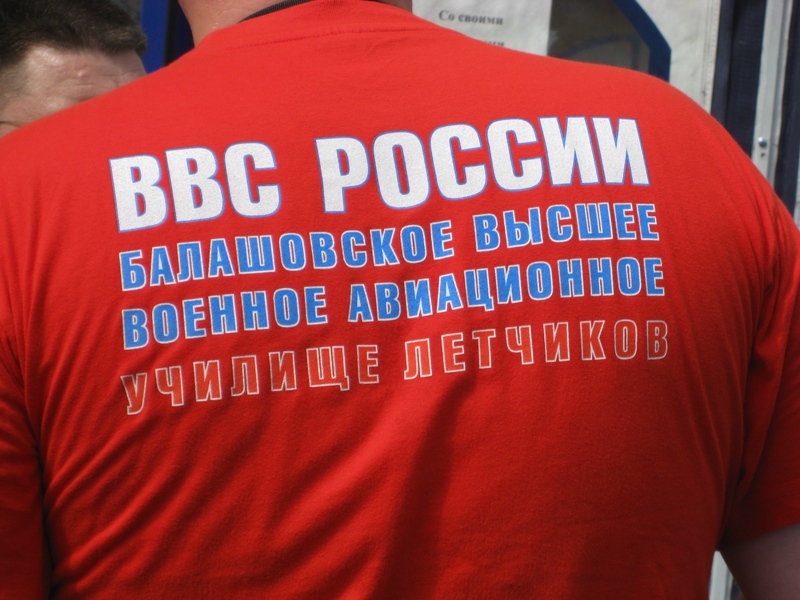 Со своими
ВВС РОССИИ
БАЛАШОВСКОЕ ВЫСШЕЕ
ВОЕННОЕ АВИАЦИОННОЕ
УЧИЛИЩЕ ЛЕТЧИКОВ